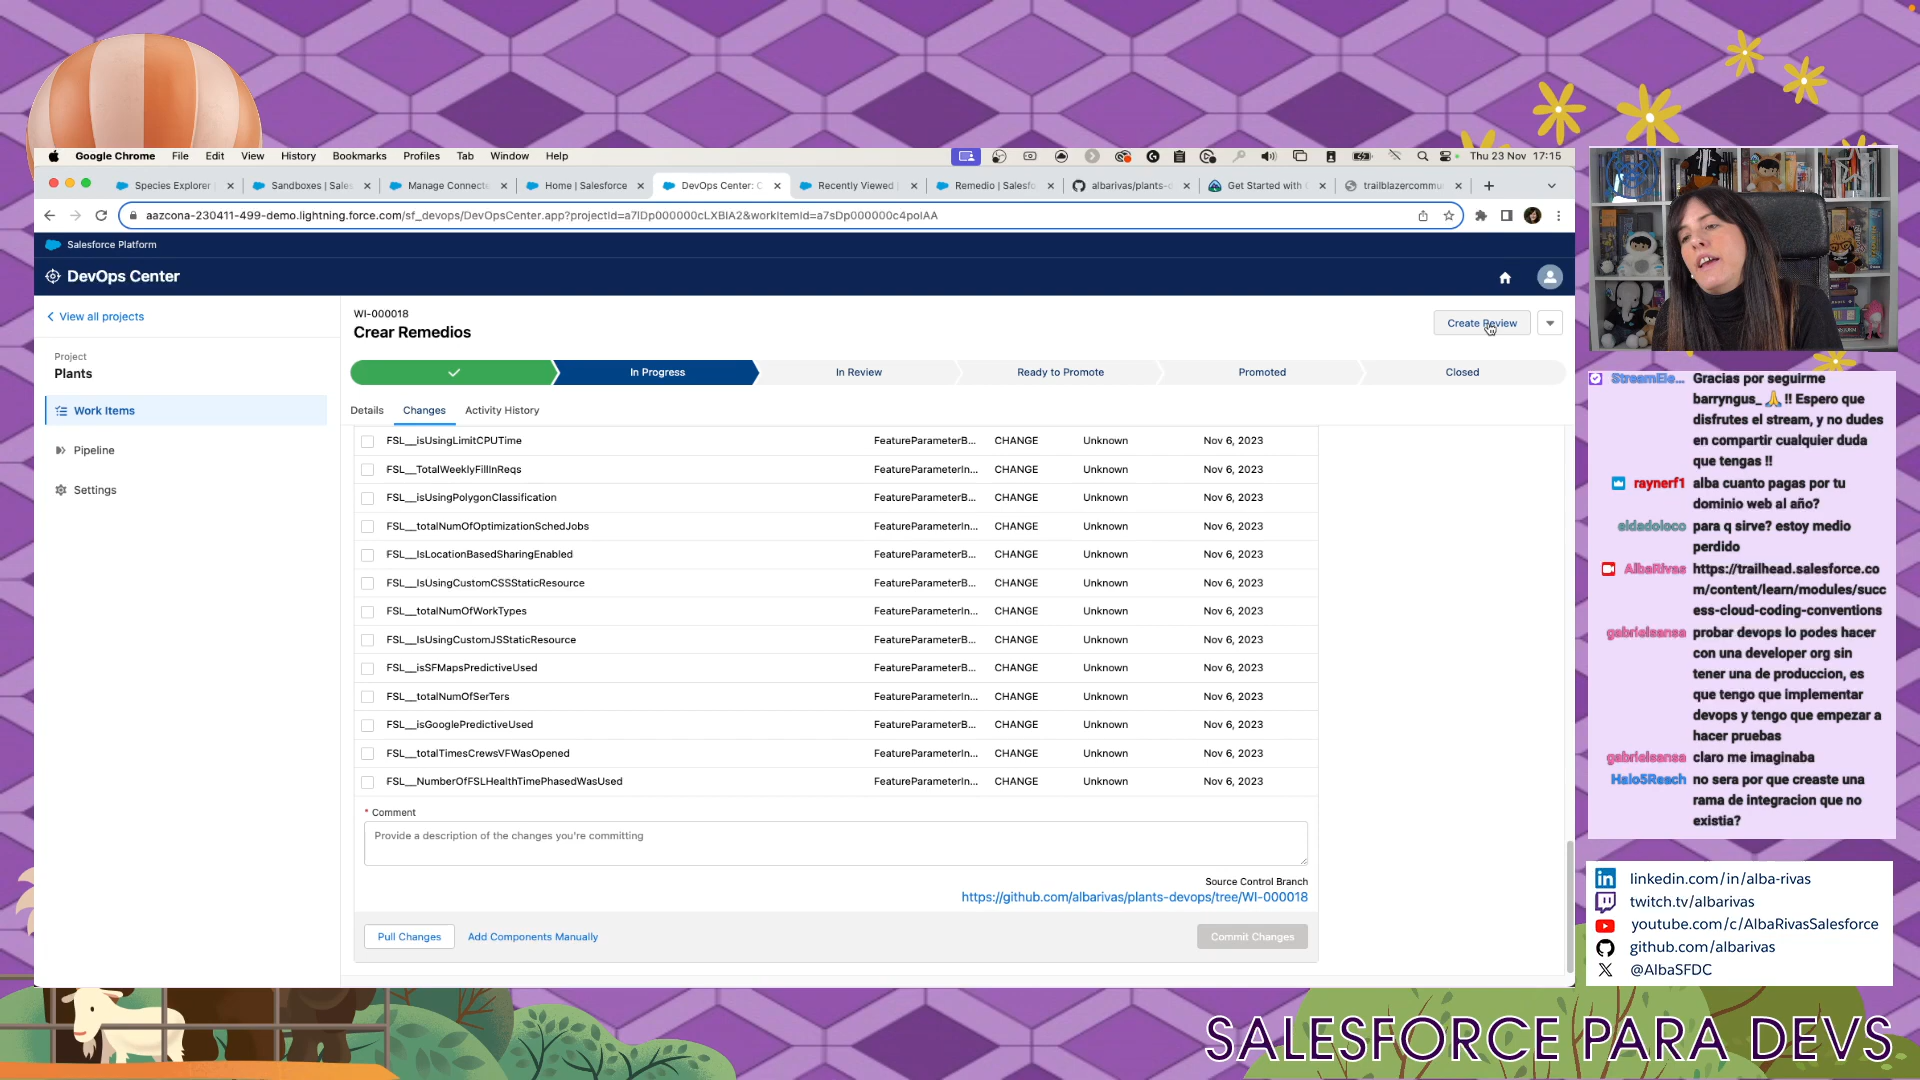 Google Chrome File Edit View History Bookmarks Profiles Tab Window Help
Thu 23 Nov 17:15
Species Explorer
Sandboxes | Sales
Manage Connect
Home | Salesforce
DevOps Center: C
Recently Viewed |
Remedio | Salesfo
albarivas/plants-d
Get Started with
trailblazercommu
aazcona-230411-499-demo.lightning.force.com/sf_devops/DevOpsCenter.app?projectId=a7lDp000000cLXBIA2&workitemId=a7sDp000000c4poIAA
Salesforce Platform
DevOps Center
View all projects
Project
Plants
Work Items
Pipeline
Settings
WI-000018
Crear Remedios
Create Review
In Progress
In Review
Ready to Promote
Promoted
Closed
Details Changes Activity History
FSL__isUsingLimitCPUTime FeatureParameterB... CHANGE Unknown Nov 6, 2023
FSL__TotalWeeklyFillInReqs FeatureParameterIn... CHANGE Unknown Nov 6, 2023
FSL__isUsingPolygonClassification FeatureParameterB... CHANGE Unknown Nov 6, 2023
FSL__totalNumOfOptimizationSchedJobs FeatureParameterIn... CHANGE Unknown Nov 6, 2023
FSL__IsLocationBasedSharingEnabled FeatureParameterB... CHANGE Unknown Nov 6, 2023
FSL__IsUsingCustomCSSStaticResource FeatureParameterB... CHANGE Unknown Nov 6, 2023
FSL__totalNumOfWorkTypes FeatureParameterIn... CHANGE Unknown Nov 6, 2023
FSL__IsUsingCustomJSStaticResource FeatureParameterB... CHANGE Unknown Nov 6, 2023
FSL__isSFMapsPredictiveUsed FeatureParameterB... CHANGE Unknown Nov 6, 2023
FSL__totalNumOfSerTers FeatureParameterIn... CHANGE Unknown Nov 6, 2023
FSL__isGooglePredictiveUsed FeatureParameterB... CHANGE Unknown Nov 6, 2023
FSL__totalTimesCrewsVFWasOpened FeatureParameterIn... CHANGE Unknown Nov 6, 2023
FSL__NumberOfFSLHealthTimePhasedWasUsed FeatureParameterIn... CHANGE Unknown Nov 6, 2023
* Comment
Provide a description of the changes you're committing
Source Control Branch
https://github.com/albarivas/plants-devops/tree/WI-000018
Pull Changes Add Components Manually Commit Changes
StreamEle... Gracias por seguirme
barryngus_ 🙏 !! Espero que
disfrutes el stream, y no dudes
en compartir cualquier duda
que tengas !!
raynerf1 alba cuanto pagas por tu
dominio web al año?
eldadoloco para q sirve? estoy medio
perdido
AlbaRivas https://trailhead.salesforce.co
m/content/learn/modules/succ
ess-cloud-coding-conventions
gabrielsansa probar devops lo podes hacer
con una developer org sin
tener una de produccion, es
que tengo que implementar
devops y tengo que empezar a
hacer pruebas
gabrielsansa claro me imaginaba
Halo5Reach no sera por que creaste una
rama de integracion que no
existia?
linkedin.com/in/alba-rivas
twitch.tv/albarivas
youtube.com/c/AlbaRivasSalesforce
github.com/albarivas
@AlbaSFDC
SALESFORCE PARA DEVS